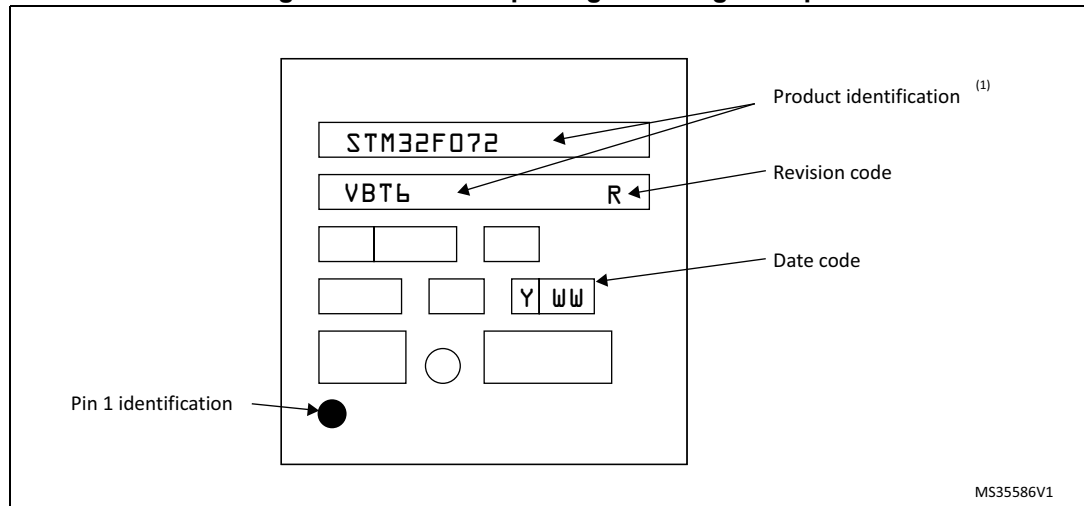 Product identification (1)
STM32F072
Revision code
VBT6 R
Date code
Y WW
Pin 1 identification
MS35586V1